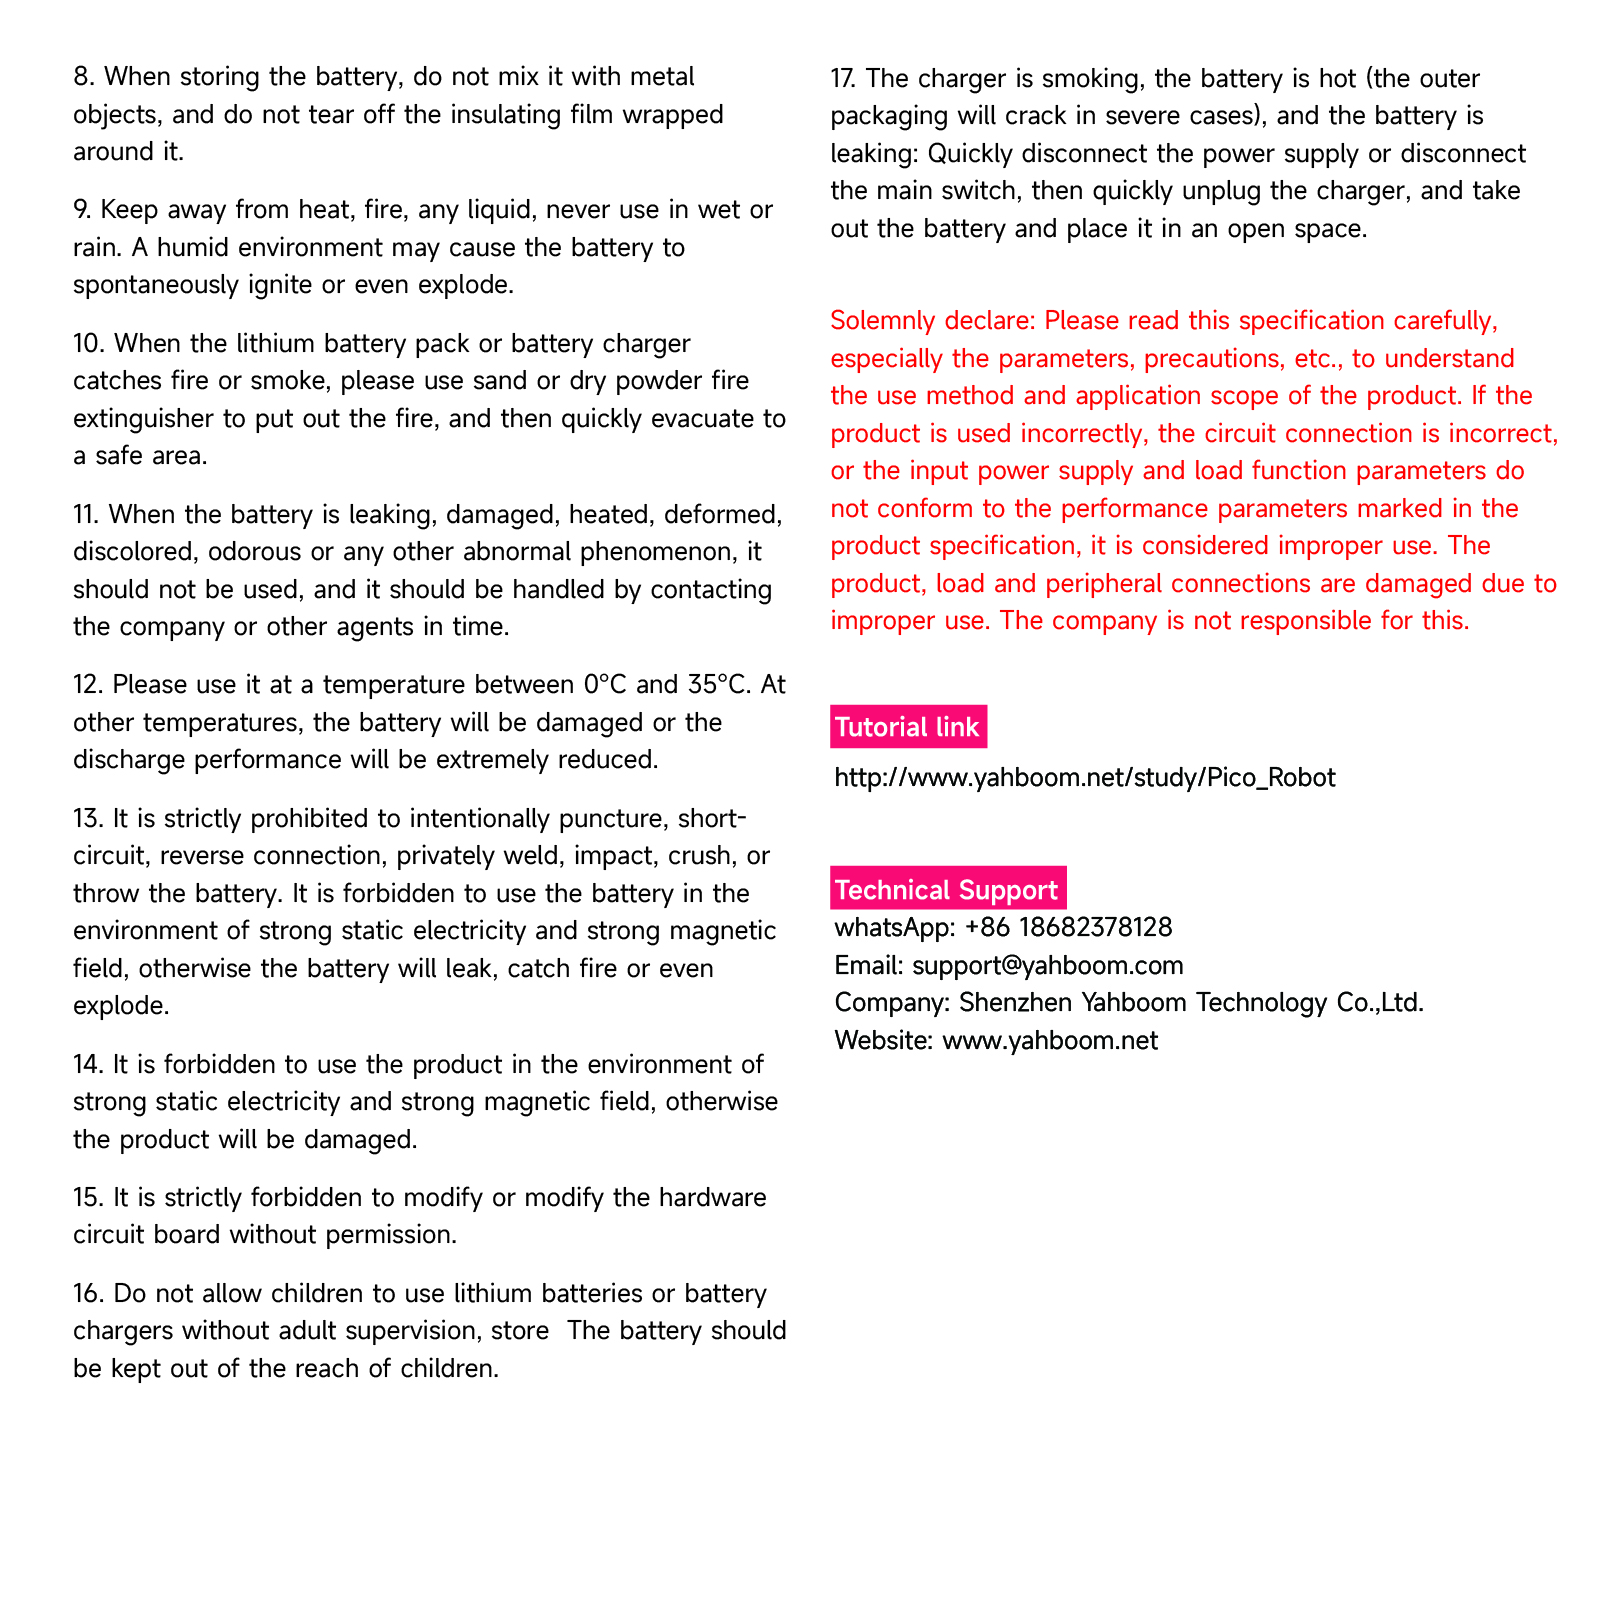 8. When storing the battery, do not mix it with metal
objects, and do not tear off the insulating film wrapped
around it.
9. Keep away from heat, fire, any liquid, never use in wet or
rain. A humid environment may cause the battery to
spontaneously ignite or even explode.
10. When the lithium battery pack or battery charger
catches fire or smoke, please use sand or dry powder fire
extinguisher to put out the fire, and then quickly evacuate to
a safe area.
11. When the battery is leaking, damaged, heated, deformed,
discolored, odorous or any other abnormal phenomenon, it
should not be used, and it should be handled by contacting
the company or other agents in time.
12. Please use it at a temperature between 0°C and 35°C. At
other temperatures, the battery will be damaged or the
discharge performance will be extremely reduced.
13. It is strictly prohibited to intentionally puncture, short-
circuit, reverse connection, privately weld, impact, crush, or
throw the battery. It is forbidden to use the battery in the
environment of strong static electricity and strong magnetic
field, otherwise the battery will leak, catch fire or even
explode.
14. It is forbidden to use the product in the environment of
strong static electricity and strong magnetic field, otherwise
the product will be damaged.
15. It is strictly forbidden to modify or modify the hardware
circuit board without permission.
16. Do not allow children to use lithium batteries or battery
chargers without adult supervision, store  The battery should
be kept out of the reach of children.
17. The charger is smoking, the battery is hot (the outer
packaging will crack in severe cases), and the battery is
leaking: Quickly disconnect the power supply or disconnect
the main switch, then quickly unplug the charger, and take
out the battery and place it in an open space.
Solemnly declare: Please read this specification carefully,
especially the parameters, precautions, etc., to understand
the use method and application scope of the product. If the
product is used incorrectly, the circuit connection is incorrect,
or the input power supply and load function parameters do
not conform to the performance parameters marked in the
product specification, it is considered improper use. The
product, load and peripheral connections are damaged due to
improper use. The company is not responsible for this.
Tutorial link
http://www.yahboom.net/study/Pico_Robot
Technical Support
whatsApp: +86 18682378128
Email: support@yahboom.com
Company: Shenzhen Yahboom Technology Co.,Ltd.
Website: www.yahboom.net